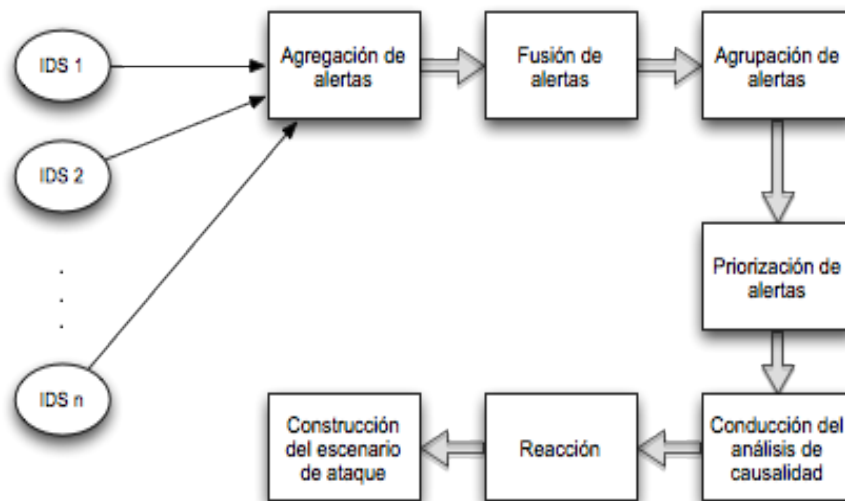 IDS 1
Agregación de
alertas
Fusión de
alertas
Agrupación de
alertas
IDS 2
.
.
.
Priorización de
alertas
IDS n
Construcción
del escenario
de ataque
Reacción
Conducción del
análisis de
causalidad